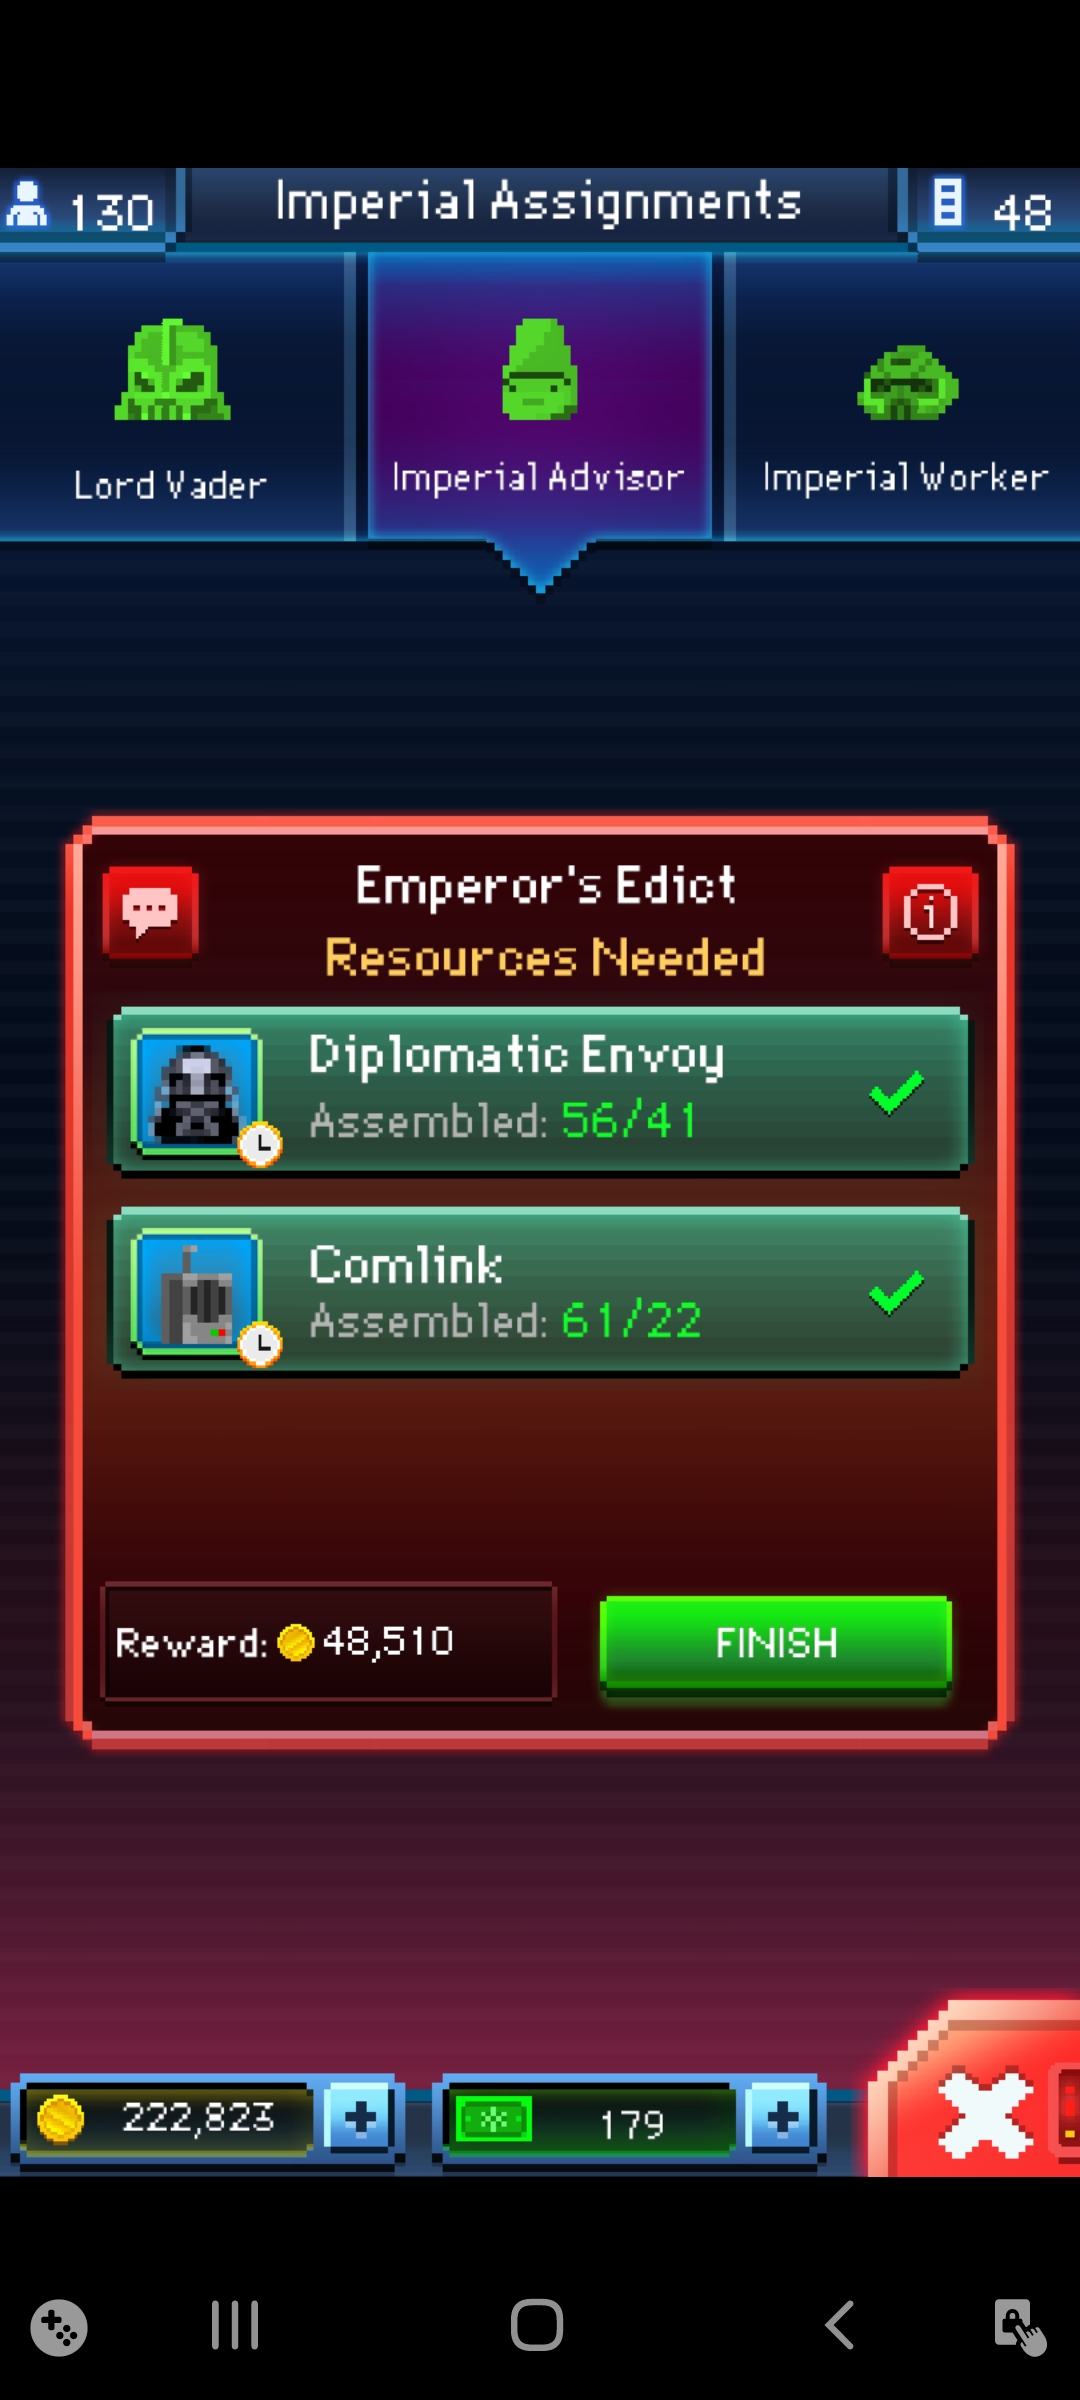 130
Imperial Assignments
48
Lord Vader
Imperial Advisor
Imperial Worker
Emperor's Edict
Resources Needed
Diplomatic Envoy
Assembled: 56/41
Comlink
Assembled: 61/22
Reward: 48,510
FINISH
222,823
179